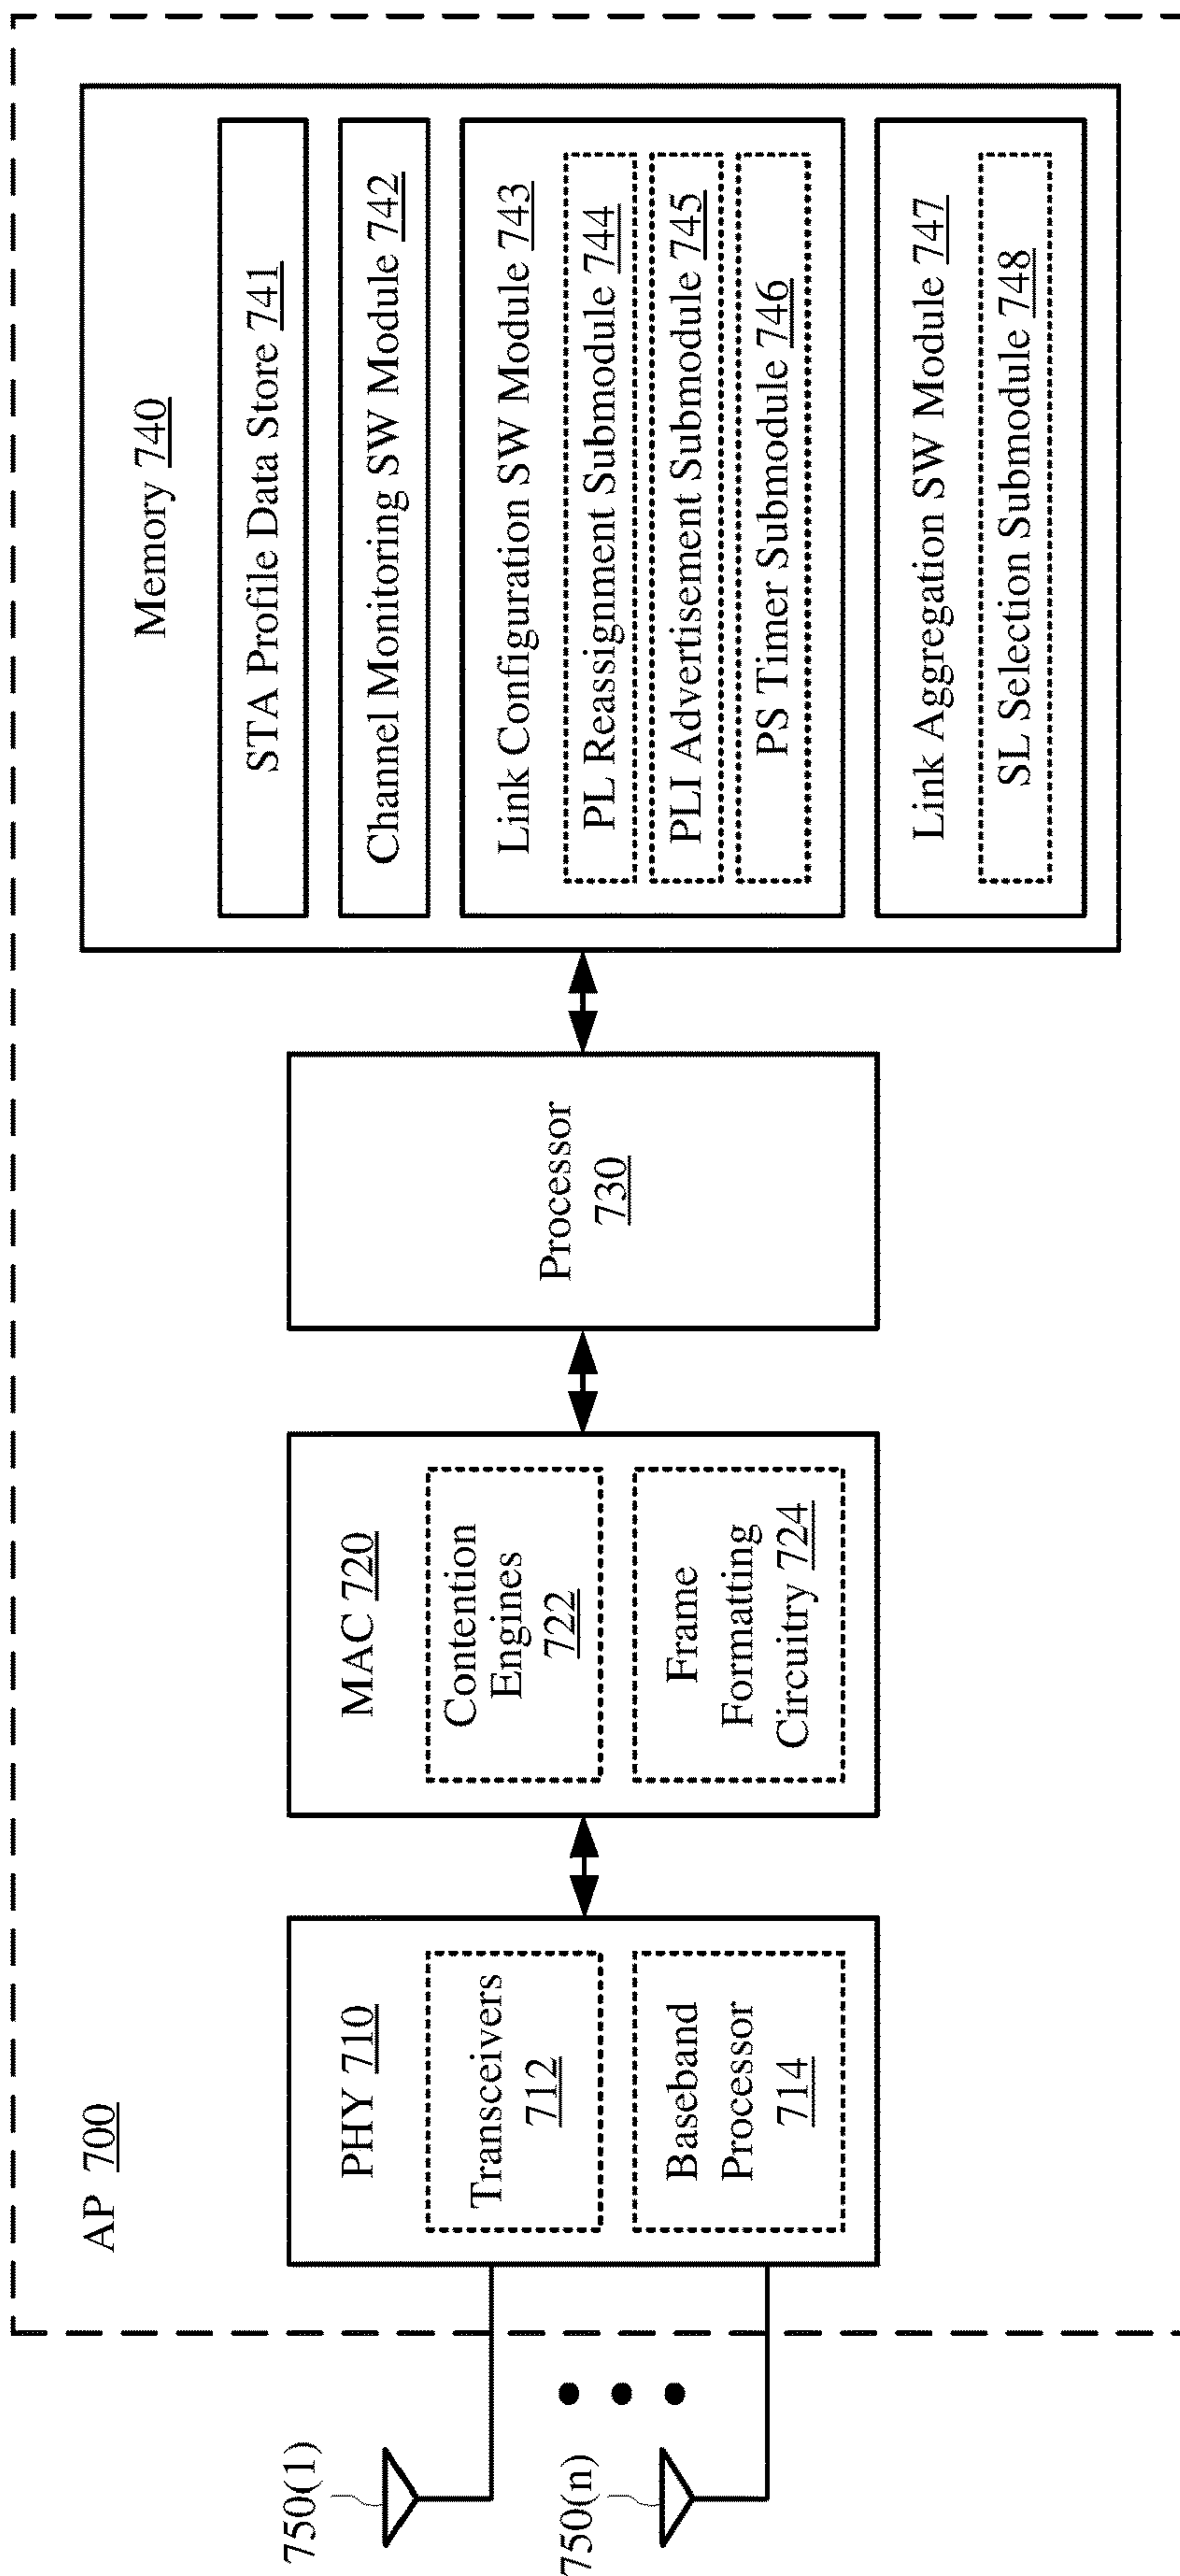 AP 700
750(1)
750(n)
PHY 710
Transceivers
712
Baseband
Processor
714
MAC 720
Contention
Engines
722
Frame
Formatting
Circuitry 724
Processor
730
Memory 740
STA Profile Data Store 741
Channel Monitoring SW Module 742
Link Configuration SW Module 743
PL Reassignment Submodule 744
PLI Advertisement Submodule 745
PS Timer Submodule 746
Link Aggregation SW Module 747
SL Selection Submodule 748